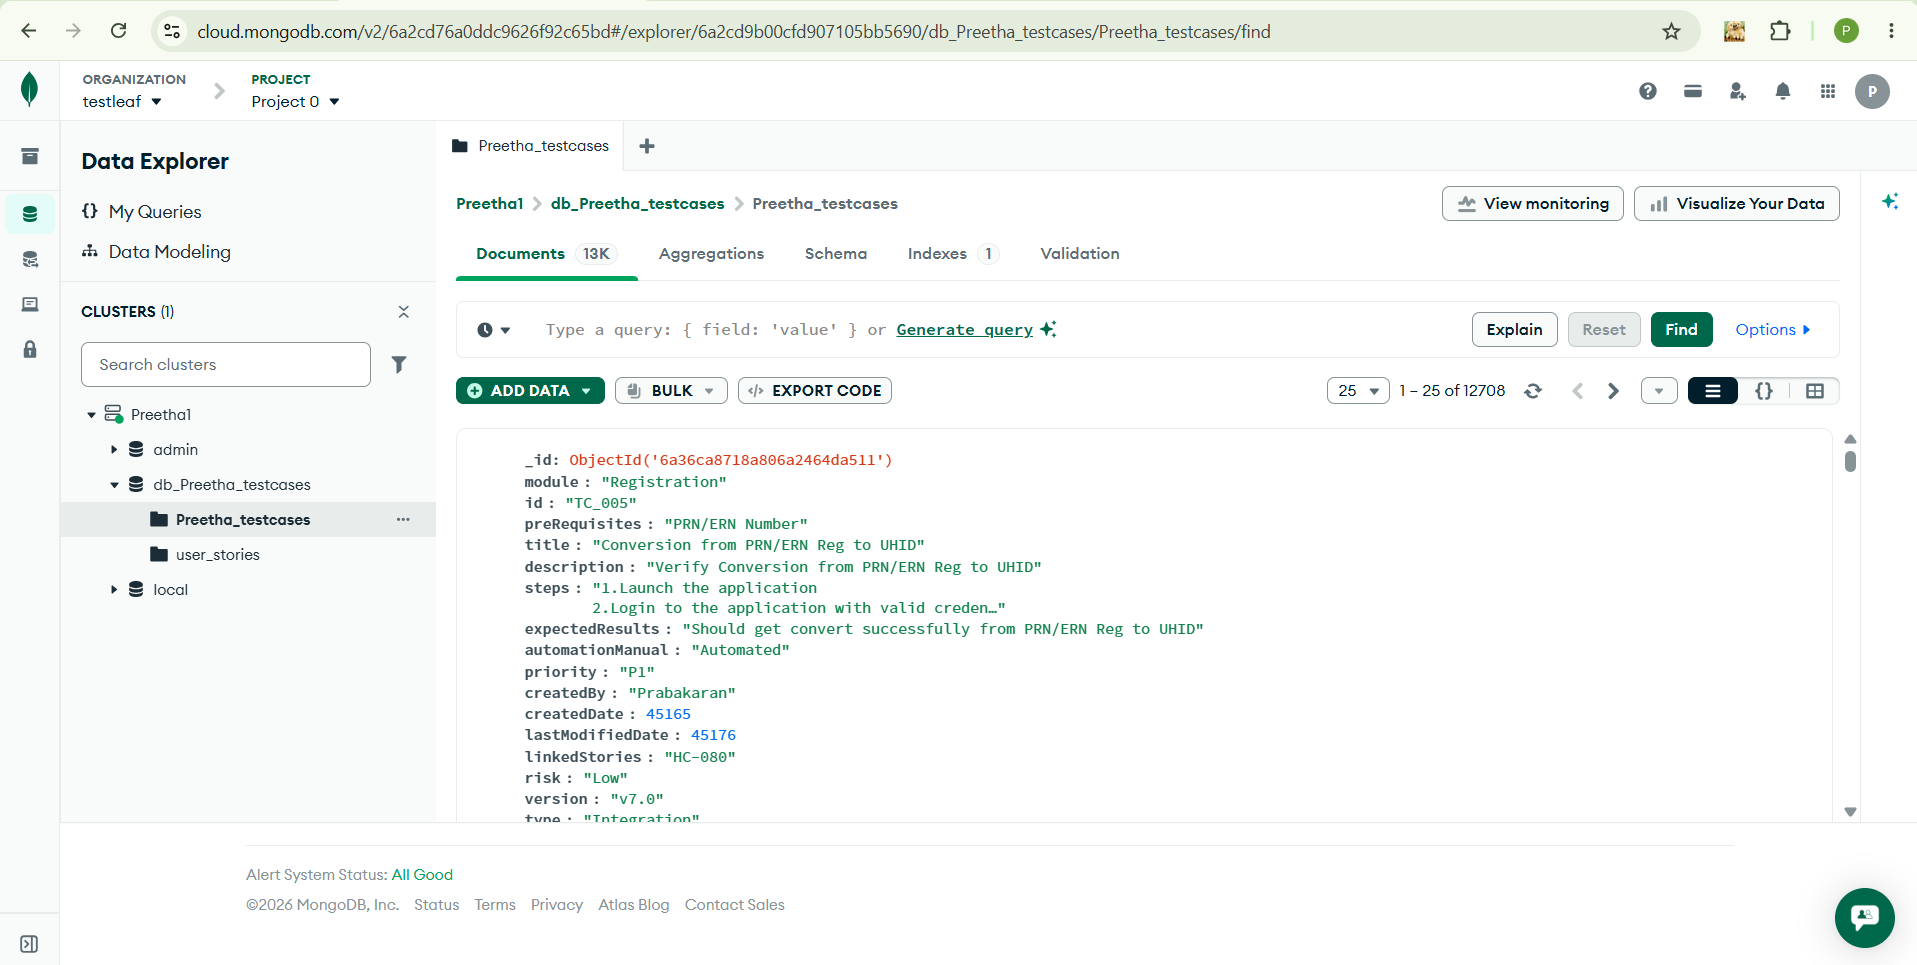 cloud.mongodb.com/v2/6a2cd76a0ddc9626f92c65bd#/explorer/6a2cd9b00cfd907105bb5690/db_Preetha_testcases/Preetha_testcases/find
P
ORGANIZATION
testleaf
PROJECT
Project 0
P
Data Explorer
My Queries
Data Modeling
CLUSTERS (1)
Search clusters
Preetha1
admin
db_Preetha_testcases
Preetha_testcases
user_stories
local
Preetha_testcases
Preetha1 > db_Preetha_testcases > Preetha_testcases
View monitoring
Visualize Your Data
Documents 13K
Aggregations
Schema
Indexes 1
Validation
Type a query: { field: 'value' } or Generate query
Explain
Reset
Find
Options
ADD DATA
BULK
EXPORT CODE
25
1 – 25 of 12708
_id: ObjectId('6a36ca8718a806a2464da511')
module : "Registration"
id : "TC_005"
preRequisites : "PRN/ERN Number"
title : "Conversion from PRN/ERN Reg to UHID"
description : "Verify Conversion from PRN/ERN Reg to UHID"
steps : "1.Launch the application
2.Login to the application with valid creden…"
expectedResults : "Should get convert successfully from PRN/ERN Reg to UHID"
automationManual : "Automated"
priority : "P1"
createdBy : "Prabakaran"
createdDate : 45165
lastModifiedDate : 45176
linkedStories : "HC-080"
risk : "Low"
version : "v7.0"
type : "Integration"
Alert System Status: All Good
©2026 MongoDB, Inc. Status Terms Privacy Atlas Blog Contact Sales